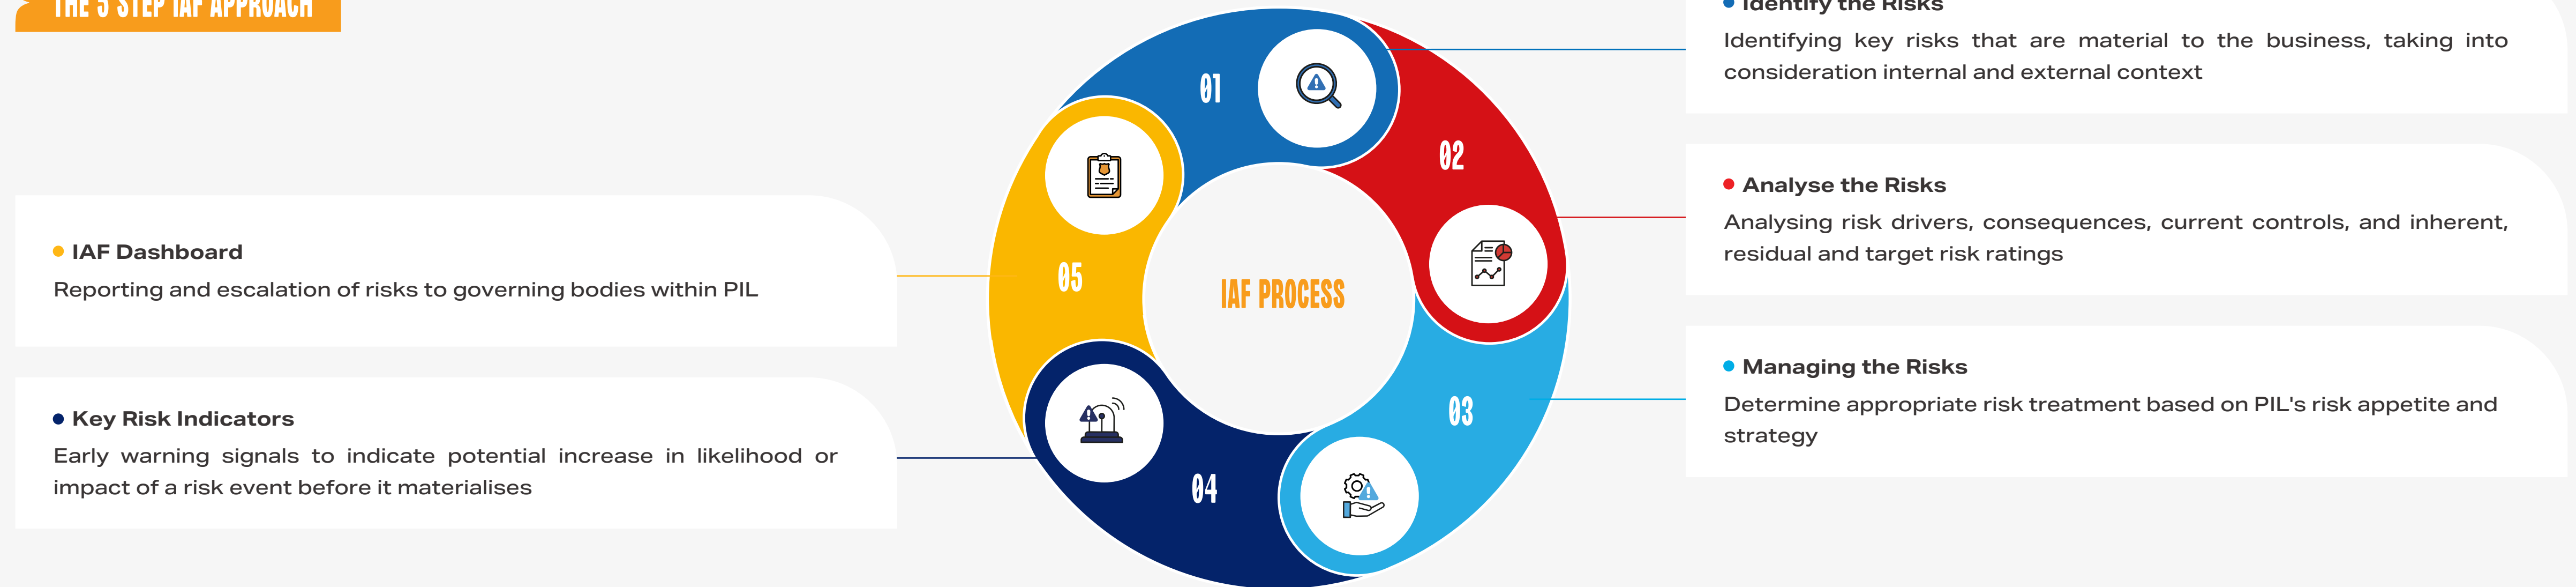 THE 5 STEP IAF APPROACH
Identify the Risks
Identifying key risks that are material to the business, taking into
consideration internal and external context
01
02
Analyse the Risks
Analysing risk drivers, consequences, current controls, and inherent,
residual and target risk ratings
IAF Dashboard
Reporting and escalation of risks to governing bodies within PIL
05
IAF PROCESS
Managing the Risks
Determine appropriate risk treatment based on PIL's risk appetite and
strategy
03
Key Risk Indicators
Early warning signals to indicate potential increase in likelihood or
impact of a risk event before it materialises
04